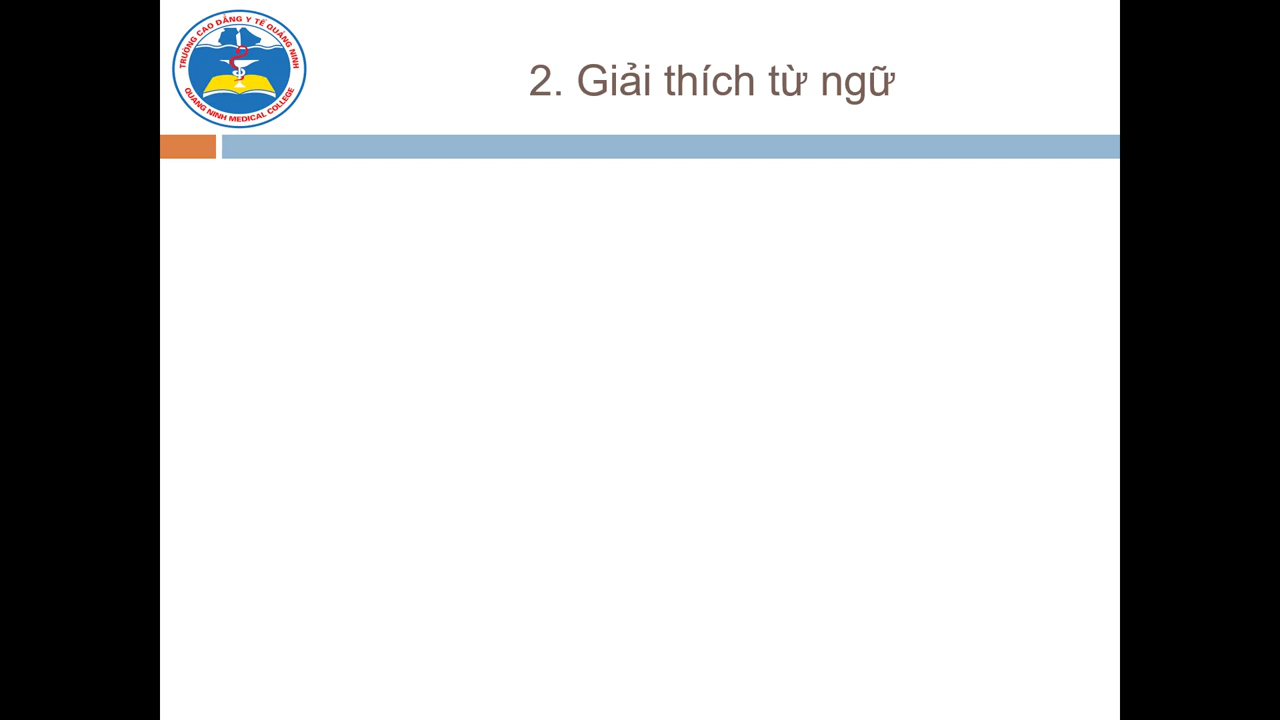 TRƯỜNG CAO ĐẲNG Y TẾ QUẢNG NINH
QUANG NINH MEDICAL COLLEGE
2. Giải thích từ ngữ